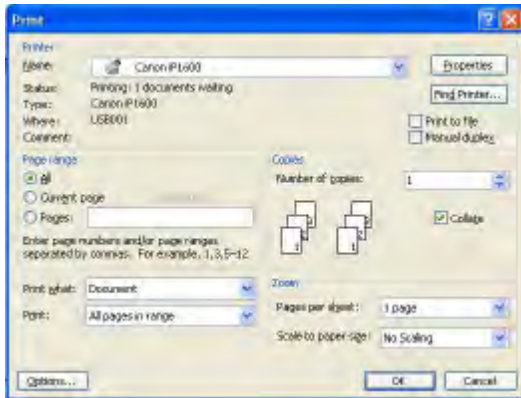 Print
Printer
Name: Canon iP1600
Properties
Status: Printing: 1 documents waiting
Type: Canon iP1600
Find Printer...
Where: USB001
Print to file
Comment:
Manual duplex
Page range
All
Current page
Pages:
Enter page numbers and/or page ranges
separated by commas. For example, 1,3,5–12
Copies
Number of copies: 1
Collate
Print what: Document
Print: All pages in range
Zoom
Pages per sheet: 1 page
Scale to paper size: No Scaling
Options...
OK
Cancel